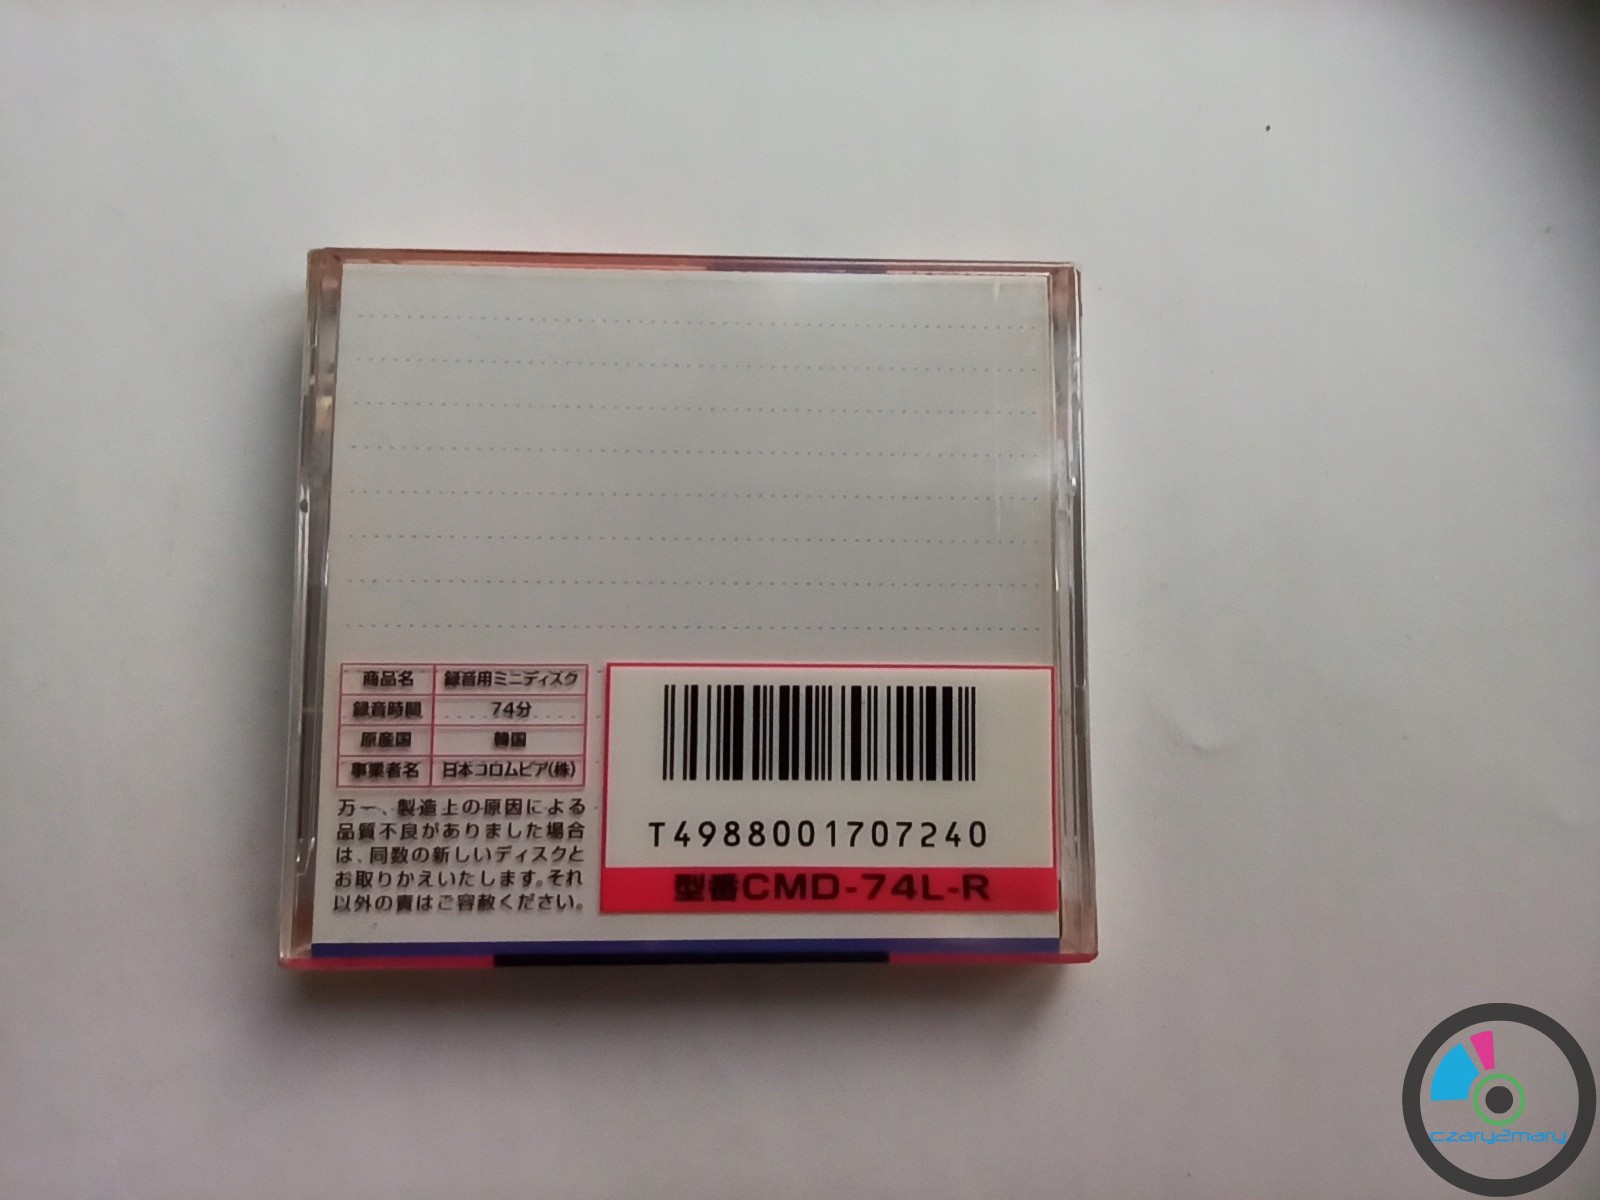 商品名 録音用ミニディスク
録音時間 74分
原産国 韓国
事業者名 日本コロムビア(株)
万一、製造上の原因による
品質不良がありました場合
は、同数の新しいディスクと
お取りかえいたします。それ
以外の責はご容赦ください。
T4988001707240
型番CMD-74L-R
czary2mary